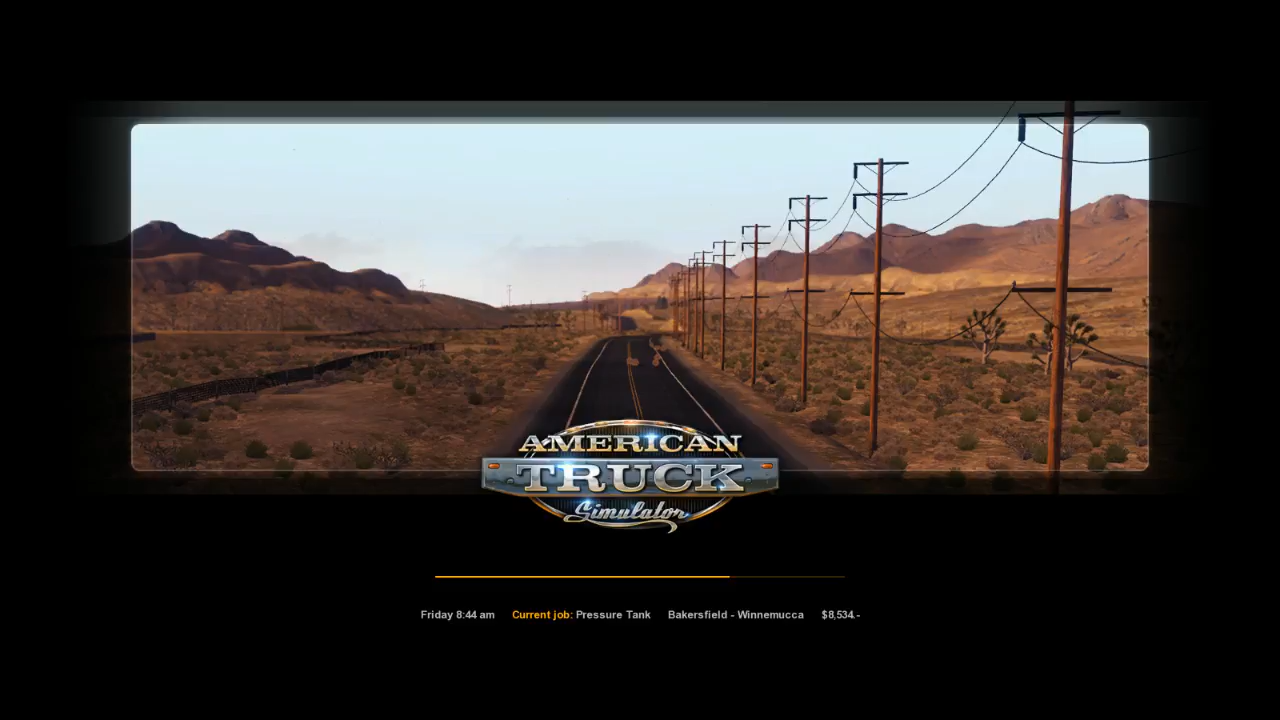 AMERICAN
TRUCK
Simulator
Friday 8:44 am Current job: Pressure Tank Bakersfield - Winnemucca $8,534.-